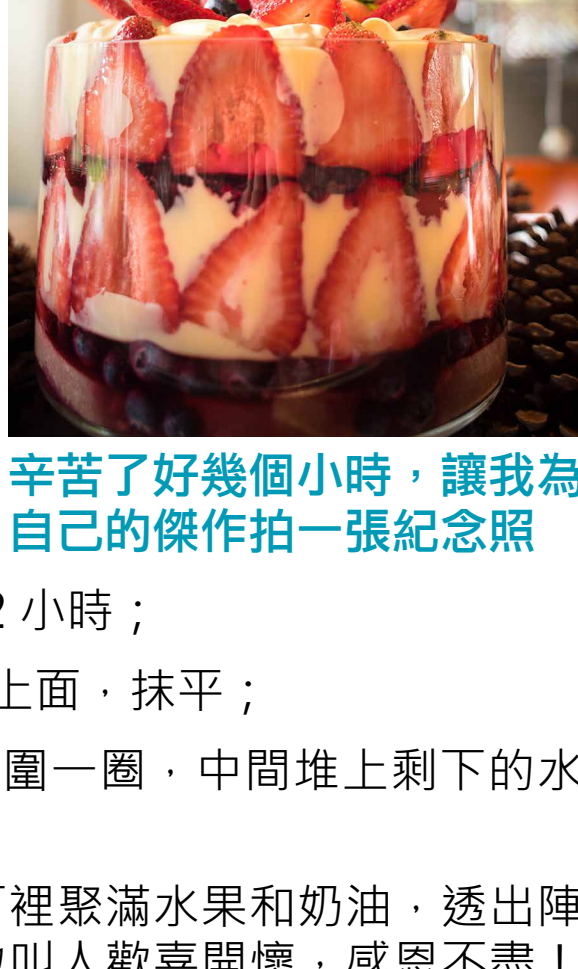 辛苦了好幾個小時，讓我為
自己的傑作拍一張紀念照
2 小時；
上面，抹平；
圍一圈，中間堆上剩下的水
裡聚滿水果和奶油，透出陣
叫人歡喜開懷，感恩不盡！